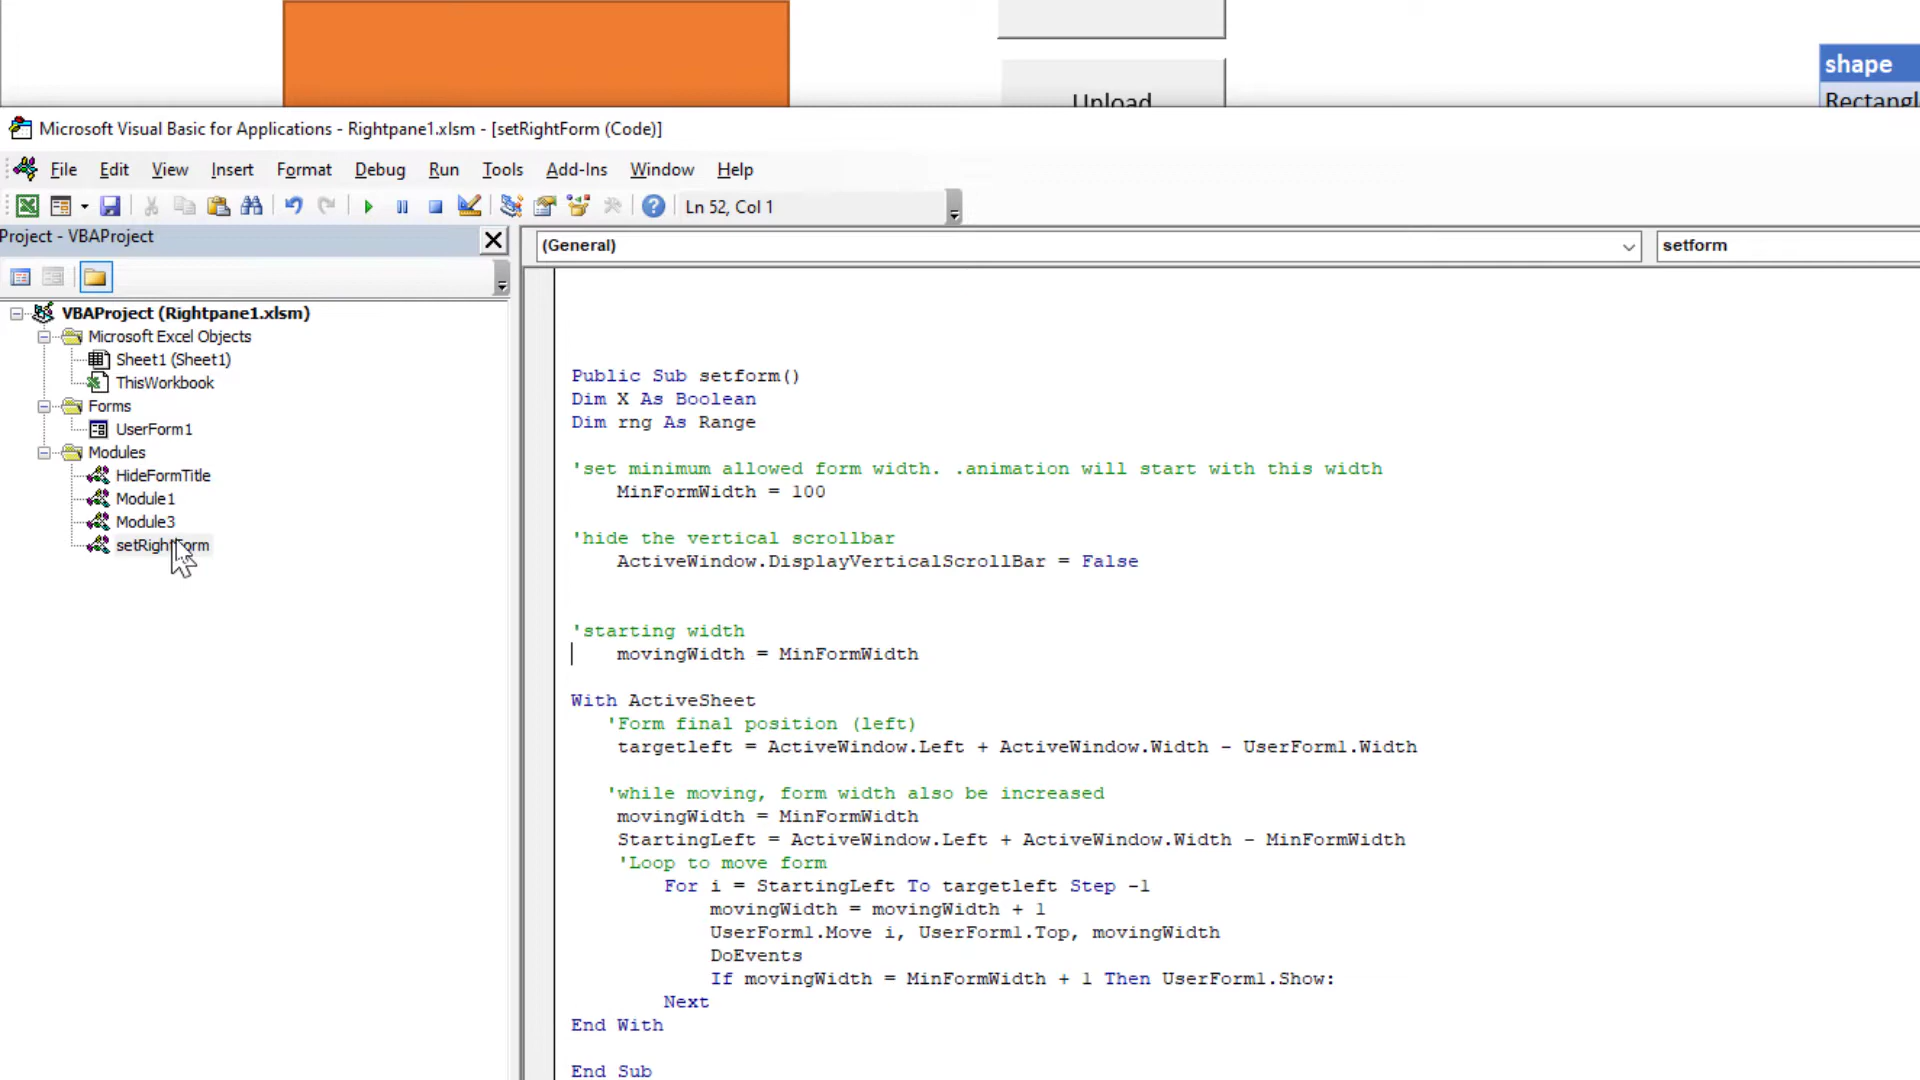 shape
Upload
Rectangl
Microsoft Visual Basic for Applications - Rightpane1.xlsm - [setRightForm (Code)]
File Edit View Insert Format Debug Run Tools Add-Ins Window Help
Ln 52, Col 1
Project - VBAProject
(General)
setform
VBAProject (Rightpane1.xlsm)
Microsoft Excel Objects
Sheet1 (Sheet1)
ThisWorkbook
Forms
UserForm1
Modules
HideFormTitle
Module1
Module3
setRightForm
Public Sub setform()
Dim X As Boolean
Dim rng As Range
'set minimum allowed form width. .animation will start with this width
MinFormWidth = 100
'hide the vertical scrollbar
ActiveWindow.DisplayVerticalScrollBar = False
'starting width
movingWidth = MinFormWidth
With ActiveSheet
'Form final position (left)
targetleft = ActiveWindow.Left + ActiveWindow.Width - UserForm1.Width
'while moving, form width also be increased
movingWidth = MinFormWidth
StartingLeft = ActiveWindow.Left + ActiveWindow.Width - MinFormWidth
'Loop to move form
For i = StartingLeft To targetleft Step -1
movingWidth = movingWidth + 1
UserForm1.Move i, UserForm1.Top, movingWidth
DoEvents
If movingWidth = MinFormWidth + 1 Then UserForm1.Show:
Next
End With
End Sub